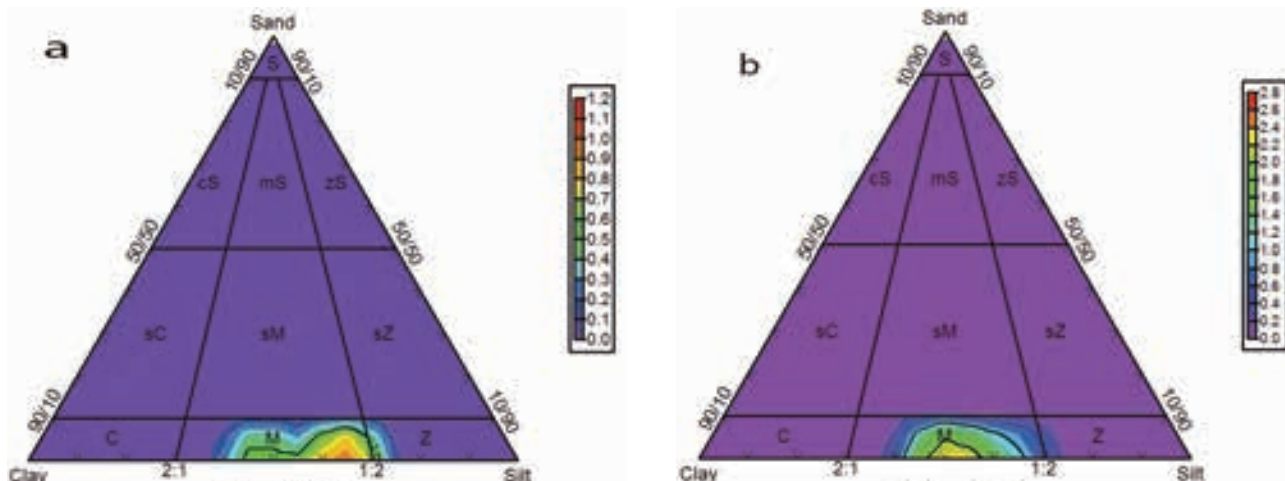 a
Sand
10/90
90/10
S
cS
mS
zS
50/50
50/50
sC
sM
sZ
90/10
10/90
C
M
Z
Clay
2:1
1:2
Silt
1.2
1.1
1.0
0.9
0.8
0.7
0.6
0.5
0.4
0.3
0.2
0.1
0.0
b
Sand
10/90
90/10
S
cS
mS
zS
50/50
50/50
sC
sM
sZ
90/10
10/90
C
M
Z
Clay
2:1
1:2
Silt
2.8
2.6
2.4
2.2
2.0
1.8
1.6
1.4
1.2
1.0
0.8
0.6
0.4
0.2
0.0